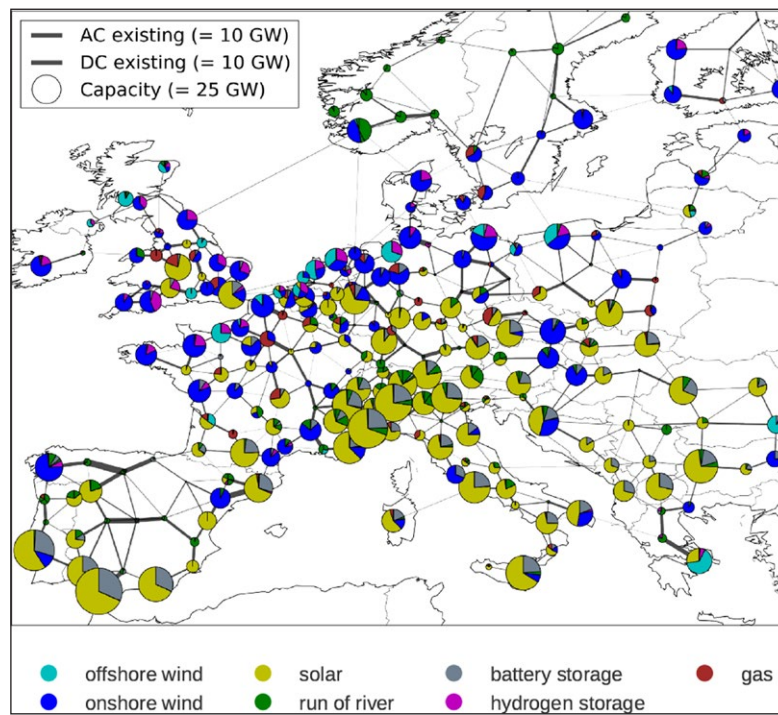 AC existing (= 10 GW)
DC existing (= 10 GW)
Capacity (= 25 GW)
offshore wind
solar
battery storage
gas
onshore wind
run of river
hydrogen storage